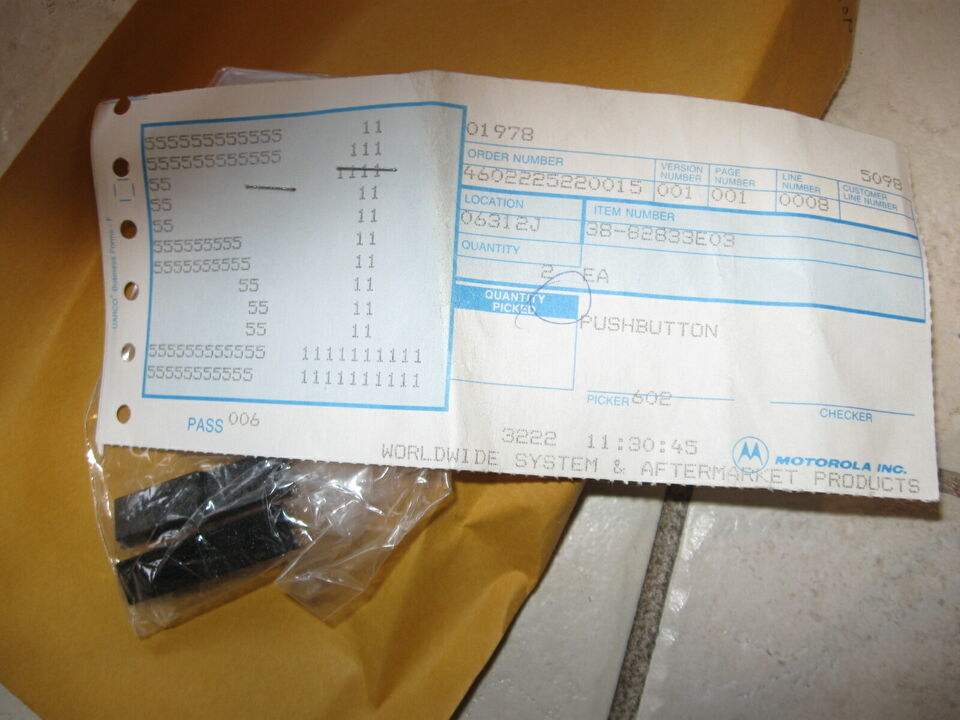 555555555555 11
555555555555 111
55 1111
55 11
55 11
555555555 11
5555555555 11
55 11
55 11
55 11
555555555555 1111111111
55555555555 1111111111
PASS 006
01978
5098
ORDER NUMBER
4602225220015
VERSION NUMBER
001
PAGE NUMBER
001
LINE NUMBER
0008
CUSTOMER LINE NUMBER
LOCATION
06312J
ITEM NUMBER
38-82833E03
QUANTITY
2 EA
QUANTITY PICKED
PUSHBUTTON
PICKER 602
CHECKER
3222 11:30:45
MOTOROLA INC.
WORLDWIDE SYSTEM & AFTERMARKET PRODUCTS